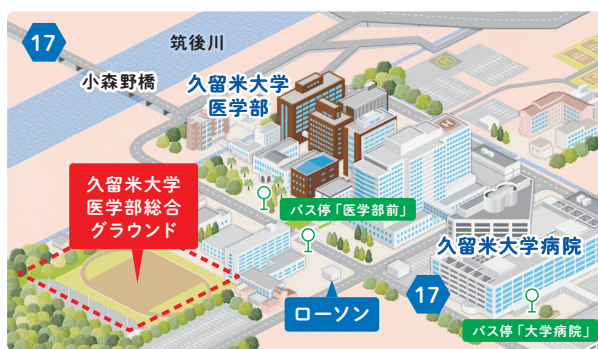 17
筑後川
小森野橋
久留米大学
医学部
久留米大学
医学部総合
グラウンド
バス停「医学部前」
久留米大学病院
17
ローソン
バス停「大学病院」
H
H